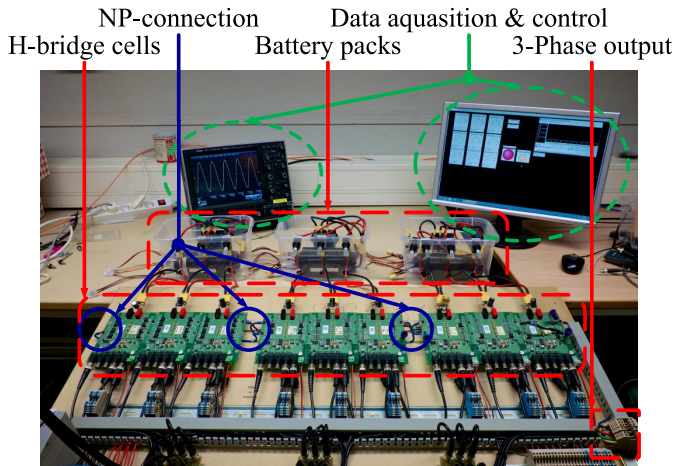 NP-connection
Data aquasition & control
H-bridge cells
Battery packs
3-Phase output